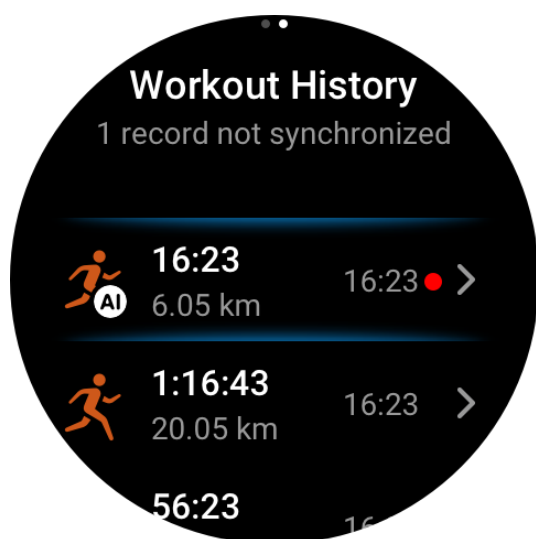 Workout History
1 record not synchronized
16:23
6.05 km
16:23
AI
1:16:43
20.05 km
16:23
56:23